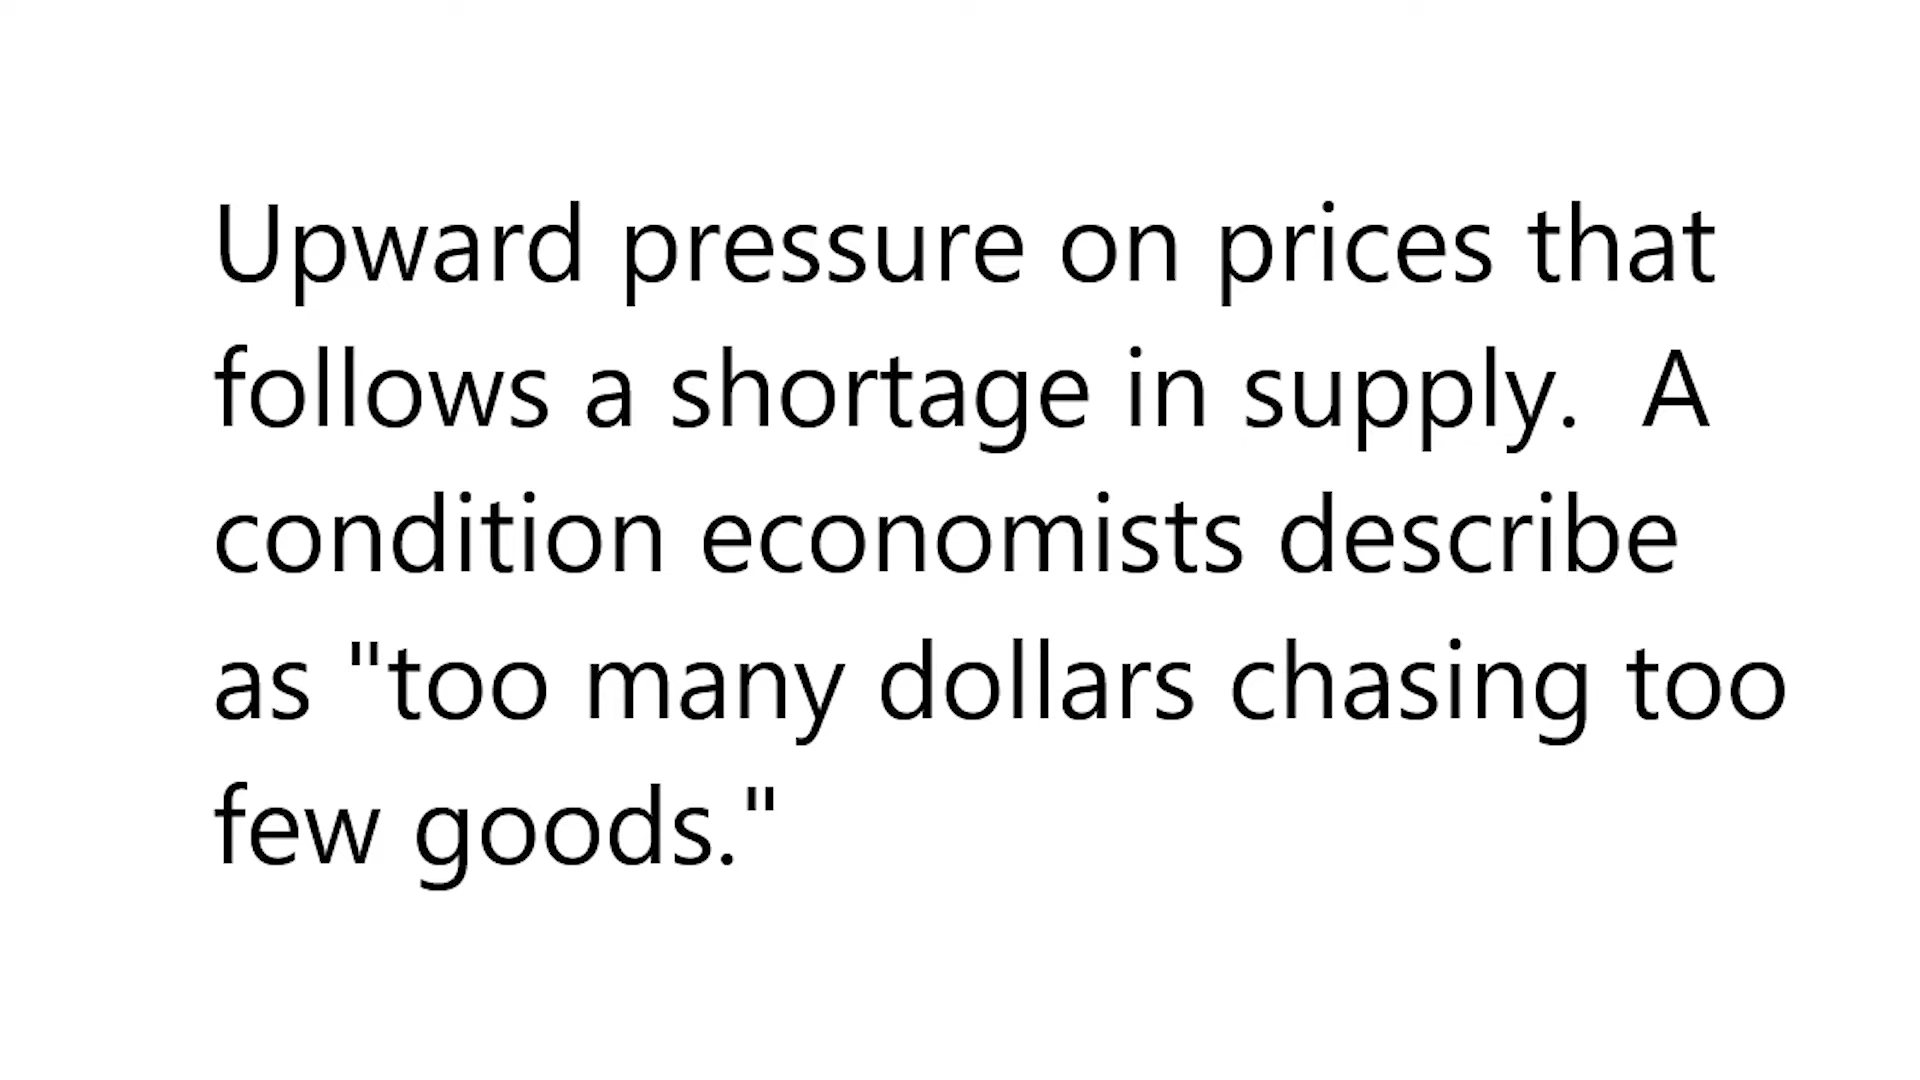 Upward pressure on prices that
follows a shortage in supply.  A
condition economists describe
as "too many dollars chasing too
few goods."